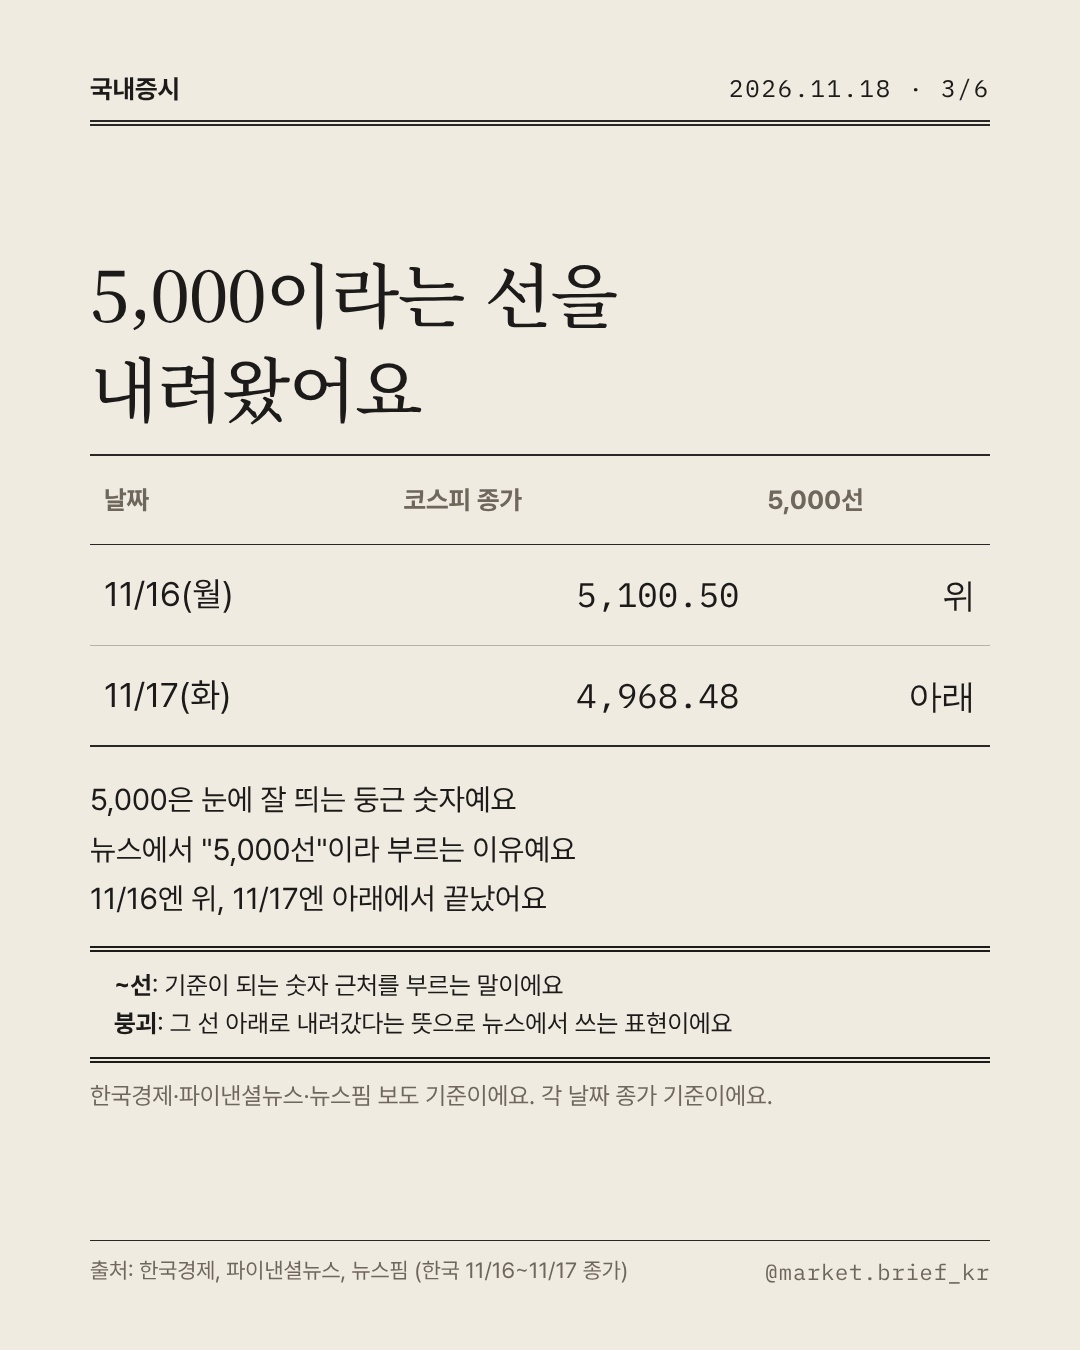 국내증시 2026.11.18 · 3/6
5,000이라는 선을
내려왔어요
날짜 코스피 종가 5,000선
11/16(월) 5,100.50 위
11/17(화) 4,968.48 아래
5,000은 눈에 잘 띄는 둥근 숫자예요
뉴스에서 "5,000선"이라 부르는 이유예요
11/16엔 위, 11/17엔 아래에서 끝났어요
~선: 기준이 되는 숫자 근처를 부르는 말이에요
붕괴: 그 선 아래로 내려갔다는 뜻으로 뉴스에서 쓰는 표현이에요
한국경제·파이낸셜뉴스·뉴스핌 보도 기준이에요. 각 날짜 종가 기준이에요.
출처: 한국경제, 파이낸셜뉴스, 뉴스핌 (한국 11/16~11/17 종가) @market.brief_kr